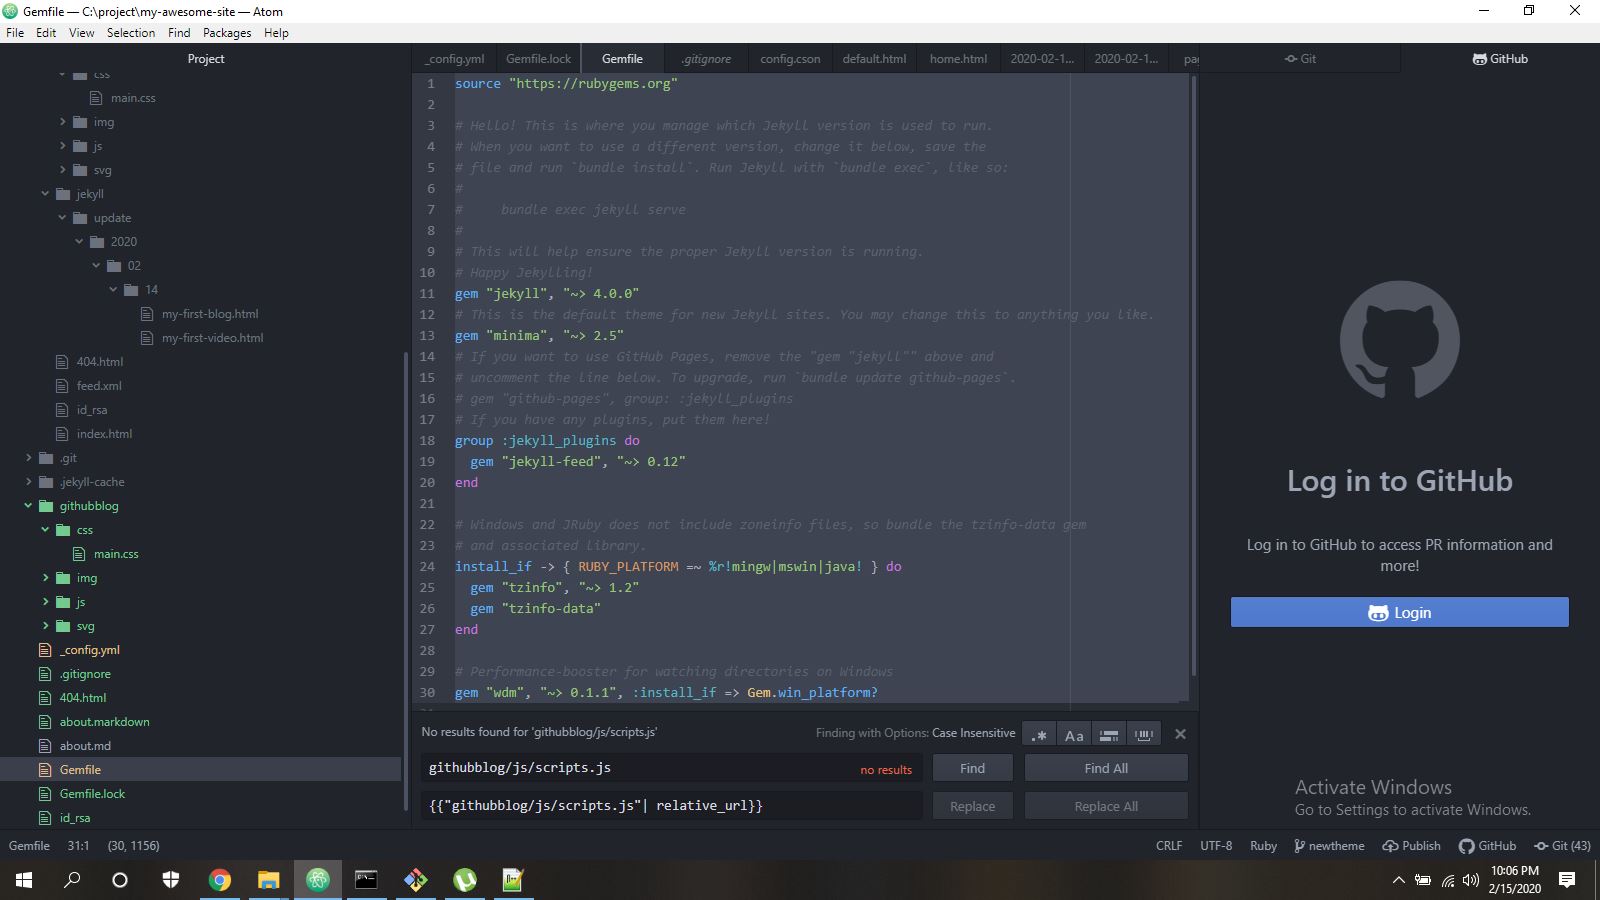 Gemfile — C:\project\my-awesome-site — Atom
File Edit View Selection Find Packages Help
Project
_config.yml Gemfile.lock Gemfile .gitignore config.cson default.html home.html 2020-02-1... 2020-02-1... Git GitHub
css
main.css
img
js
svg
jekyll
update
2020
02
14
my-first-blog.html
my-first-video.html
404.html
feed.xml
id_rsa
index.html
.git
.jekyll-cache
githubblog
css
main.css
img
js
svg
_config.yml
.gitignore
404.html
about.markdown
about.md
Gemfile
Gemfile.lock
id_rsa
1 source "https://rubygems.org"
2
3 # Hello! This is where you manage which Jekyll version is used to run.
4 # When you want to use a different version, change it below, save the
5 # file and run `bundle install`. Run Jekyll with `bundle exec`, like so:
6 #
7 #     bundle exec jekyll serve
8 #
9 # This will help ensure the proper Jekyll version is running.
10 # Happy Jekylling!
11 gem "jekyll", "~> 4.0.0"
12 # This is the default theme for new Jekyll sites. You may change this to anything you like.
13 gem "minima", "~> 2.5"
14 # If you want to use GitHub Pages, remove the "gem "jekyll"" above and
15 # uncomment the line below. To upgrade, run `bundle update github-pages`.
16 # gem "github-pages", group: :jekyll_plugins
17 # If you have any plugins, put them here!
18 group :jekyll_plugins do
19   gem "jekyll-feed", "~> 0.12"
20 end
21
22 # Windows and JRuby does not include zoneinfo files, so bundle the tzinfo-data gem
23 # and associated library.
24 install_if -> { RUBY_PLATFORM =~ %r!mingw|mswin|java! } do
25   gem "tzinfo", "~> 1.2"
26   gem "tzinfo-data"
27 end
28
29 # Performance-booster for watching directories on Windows
30 gem "wdm", "~> 0.1.1", :install_if => Gem.win_platform?
Log in to GitHub
Log in to GitHub to access PR information and
more!
Login
No results found for 'githubblog/js/scripts.js' Finding with Options: Case Insensitive .* Aa
githubblog/js/scripts.js no results Find Find All
{{"githubblog/js/scripts.js"| relative_url}} Replace Replace All
Activate Windows
Go to Settings to activate Windows.
Gemfile 31:1 (30, 1156) CRLF UTF-8 Ruby newtheme Publish GitHub Git (43)
10:06 PM
2/15/2020